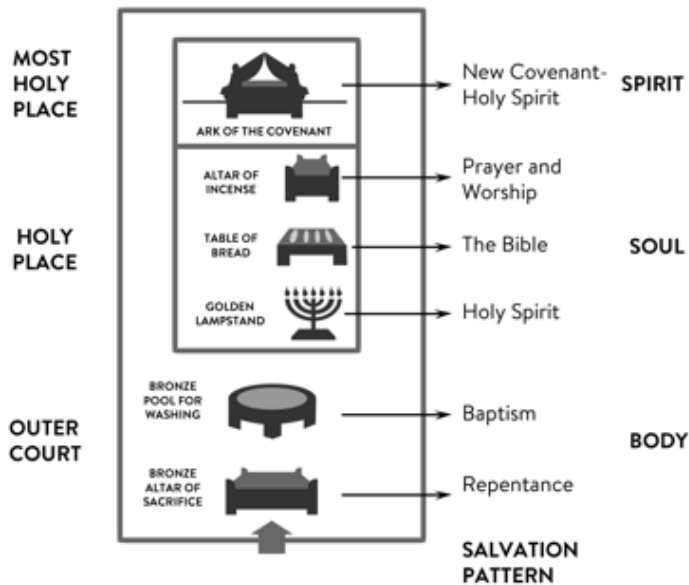 MOST
HOLY
PLACE
ARK OF THE COVENANT
New Covenant-
Holy Spirit
SPIRIT
ALTAR OF
INCENSE
Prayer and
Worship
HOLY
PLACE
TABLE OF
BREAD
The Bible
SOUL
GOLDEN
LAMPSTAND
Holy Spirit
OUTER
COURT
BRONZE
POOL FOR
WASHING
Baptism
BODY
BRONZE
ALTAR OF
SACRIFICE
Repentance
SALVATION
PATTERN